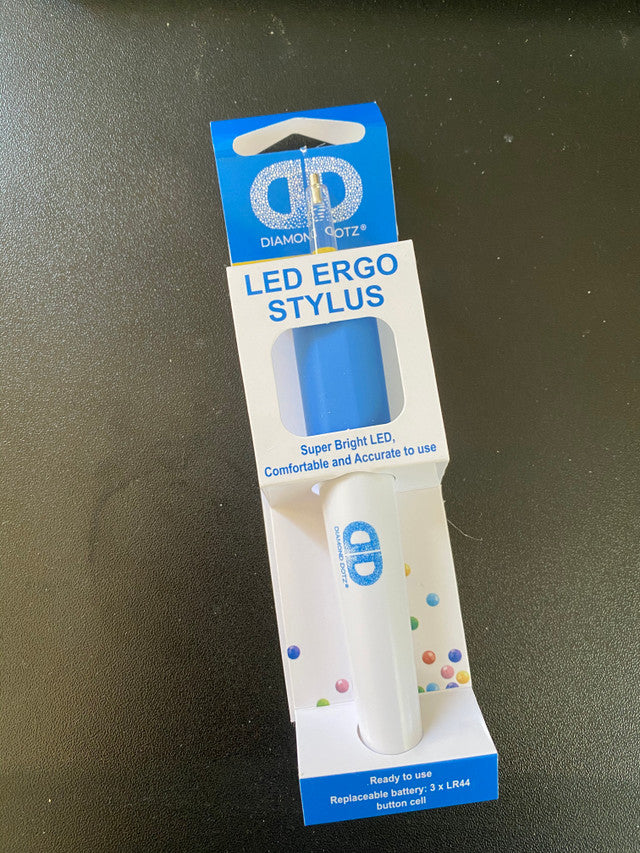 DIAMOND DOTZ®
LED ERGO
STYLUS
Super Bright LED,
Comfortable and Accurate to use
DIAMOND DOTZ®
Ready to use
Replaceable battery: 3 x LR44
button cell